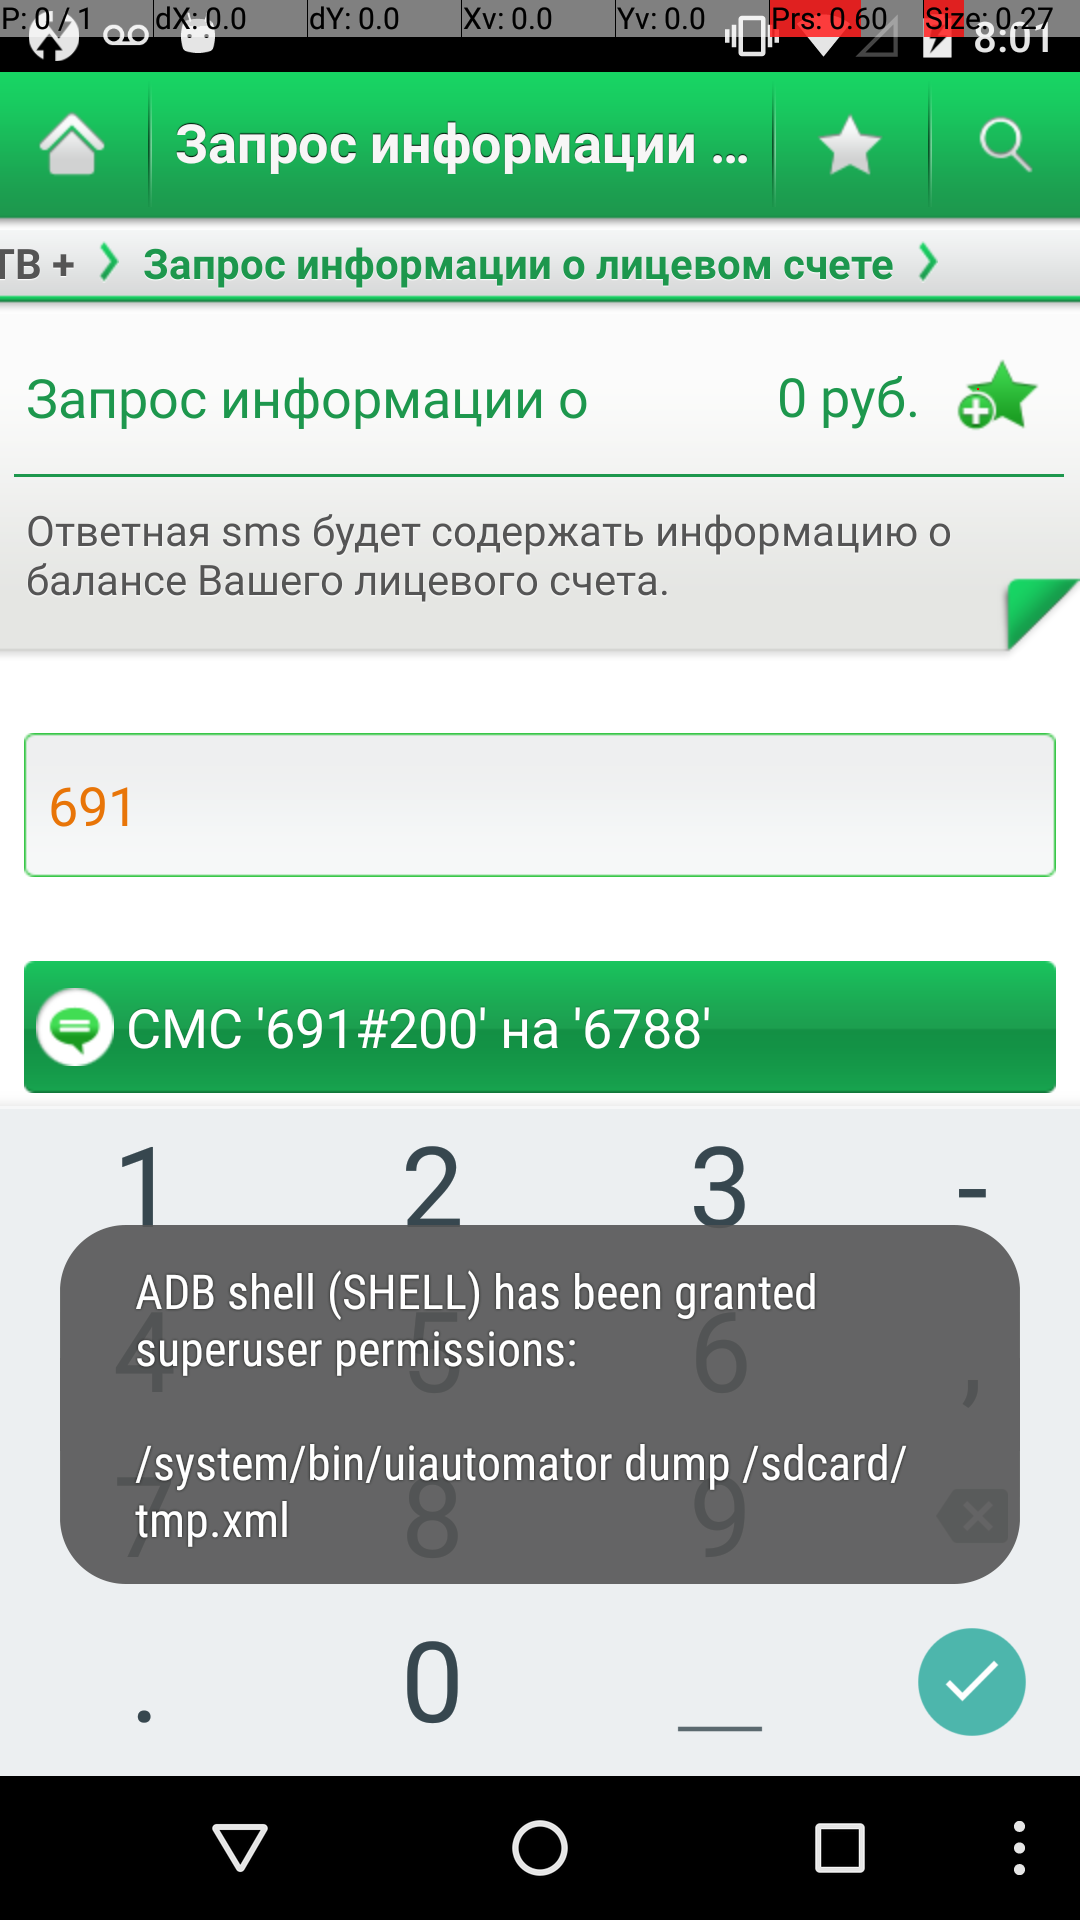 P: 0 / 1 dX: 0.0 dY: 0.0 Xv: 0.0 Yv: 0.0 Prs: 0.60 Size: 0.27
8:01
Запрос информации ...
ТВ + Запрос информации о лицевом счете
Запрос информации о 0 руб.
Ответная sms будет содержать информацию о
балансе Вашего лицевого счета.
691
СМС '691#200' на '6788'
1 2 3 -
ADB shell (SHELL) has been granted
superuser permissions:
4 5 6 ,
/system/bin/uiautomator dump /sdcard/
tmp.xml
7 8 9
. 0 _